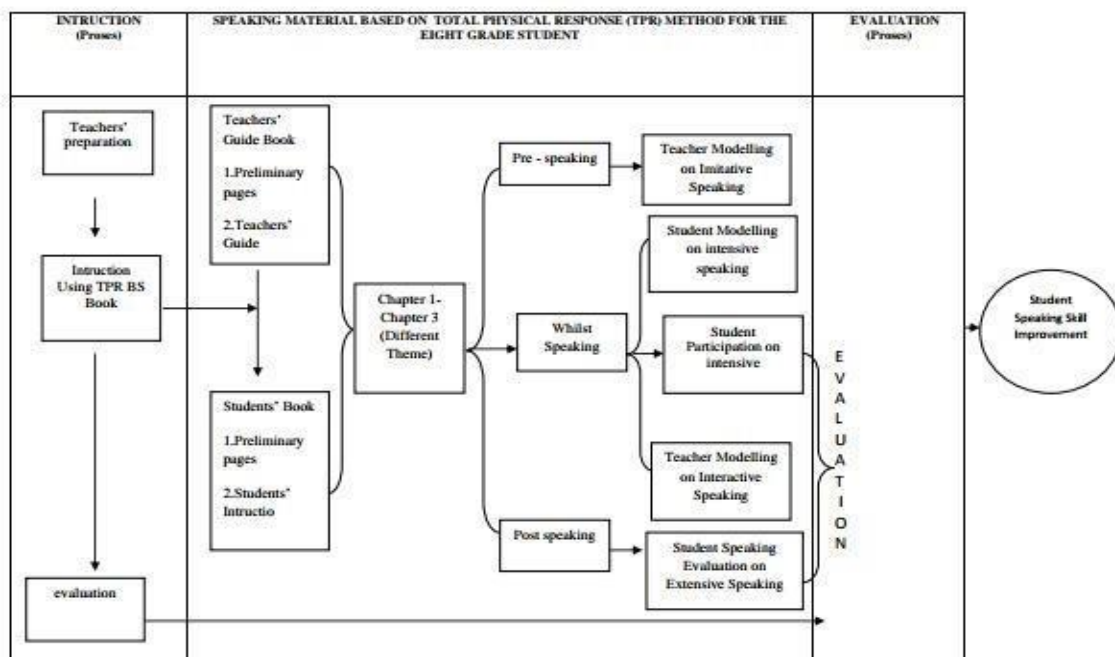 INTRUCTION
(Proses)
SPEAKING MATERIAL BASED ON TOTAL PHYSICAL RESPONSE (TPR) METHOD FOR THE
EIGHT GRADE STUDENT
EVALUATION
(Proses)
Teachers'
preparation
Intruction
Using TPR BS
Book
evaluation
Teachers'
Guide Book
1.Preliminary
pages
2.Teachers'
Guide
Students' Book
1.Preliminary
pages
2.Students'
Intructio
Chapter 1-
Chapter 3
(Different
Theme)
Pre - speaking
Whilst
Speaking
Post speaking
Teacher Modelling
on Imitative
Speaking
Student Modelling
on intensive
speaking
Student
Participation on
intensive
Teacher Modelling
on Interactive
Speaking
Student Speaking
Evaluation on
Extensive Speaking
EVALUATION
Student
Speaking Skill
Improvement